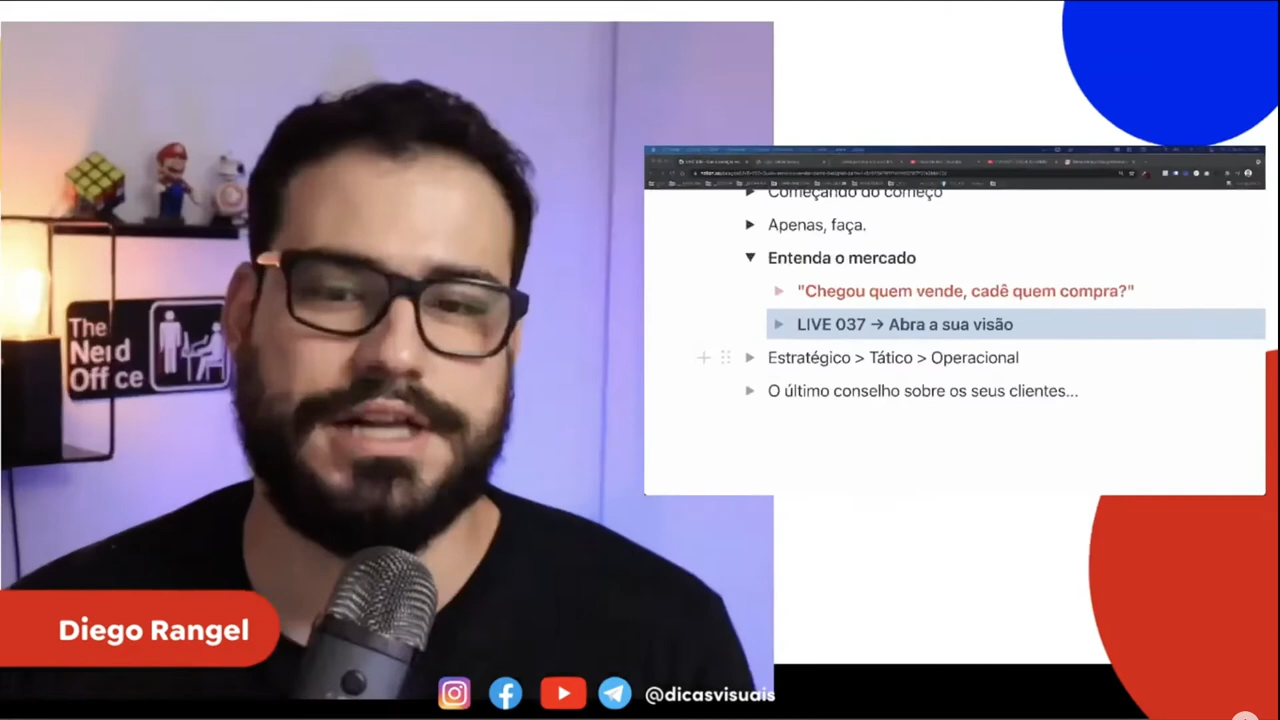 The
Nerd
Office
Diego Rangel
Começando do começo
Apenas, faça.
Entenda o mercado
"Chegou quem vende, cadê quem compra?"
LIVE 037 → Abra a sua visão
Estratégico > Tático > Operacional
O último conselho sobre os seus clientes...
@dicasvisuais